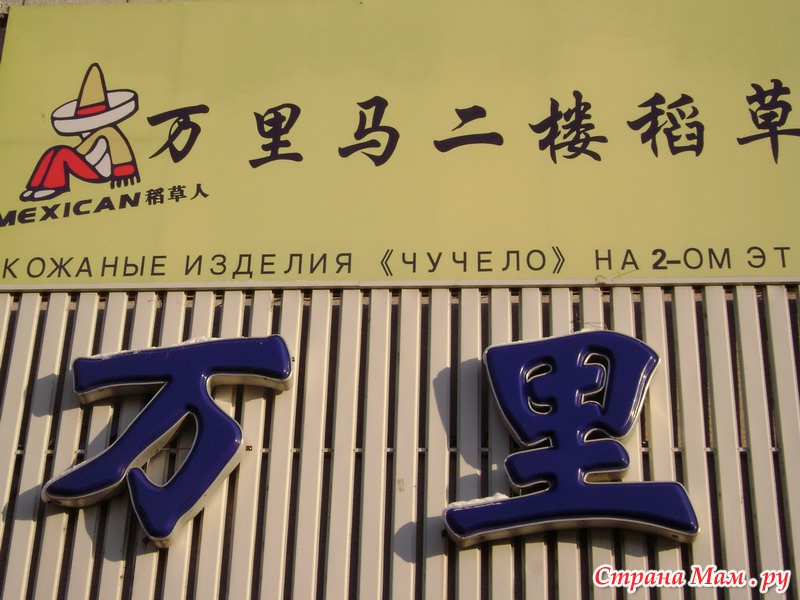 万里马二楼稻草
MEXICAN稻草人
КОЖАНЫЕ ИЗДЕЛИЯ 《ЧУЧЕЛО》 НА 2-ОМ ЭТ
万里
Страна Мам.ру